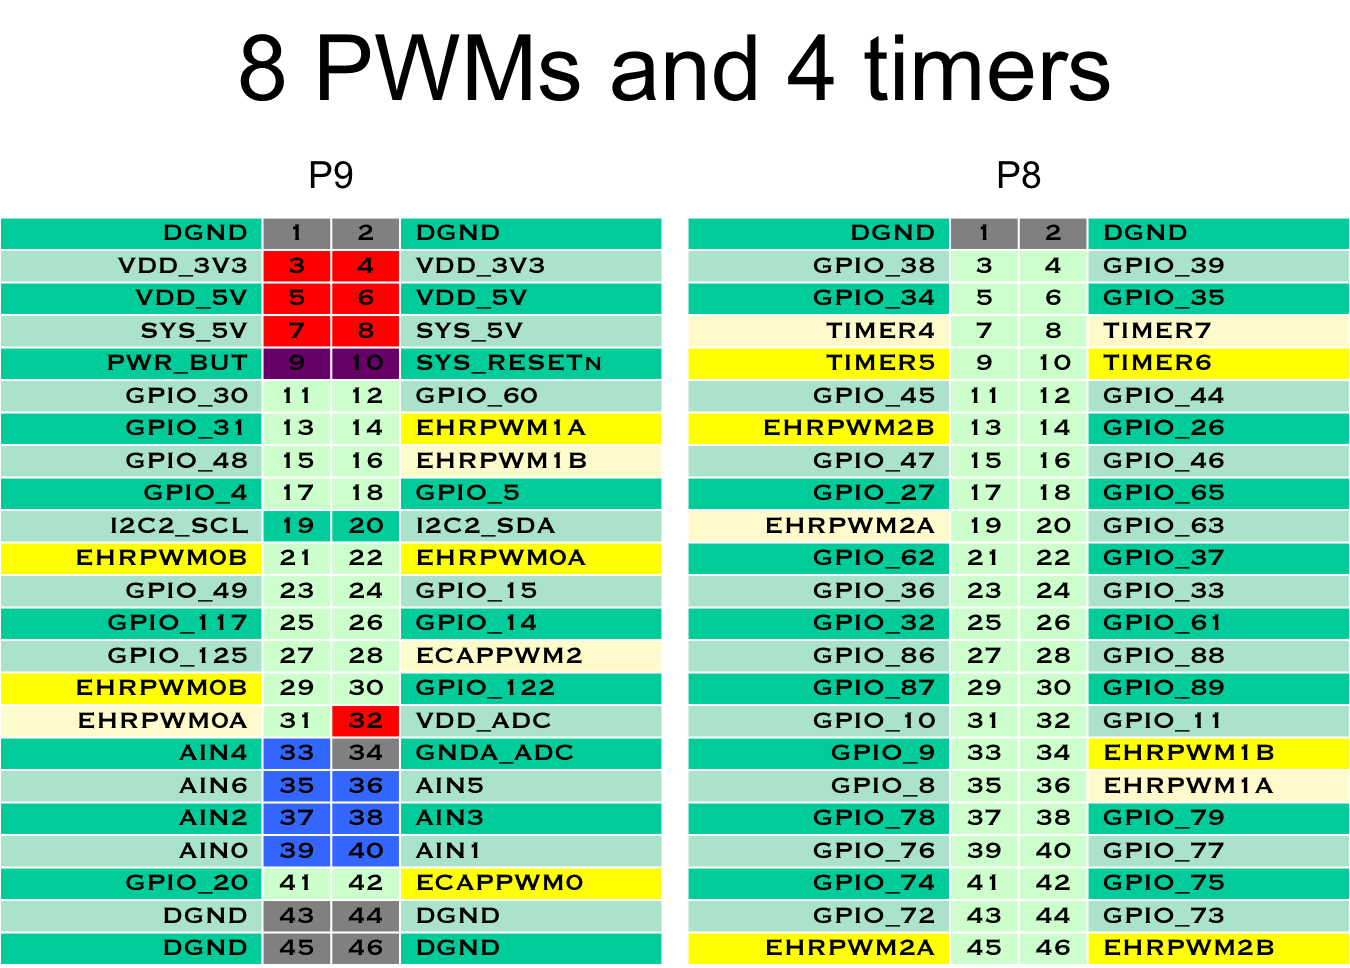 8 PWMs and 4 timers
P9 P8
DGND 1 2 DGND DGND 1 2 DGND
VDD_3V3 3 4 VDD_3V3 GPIO_38 3 4 GPIO_39
VDD_5V 5 6 VDD_5V GPIO_34 5 6 GPIO_35
SYS_5V 7 8 SYS_5V TIMER4 7 8 TIMER7
PWR_BUT 9 10 SYS_RESETN TIMER5 9 10 TIMER6
GPIO_30 11 12 GPIO_60 GPIO_45 11 12 GPIO_44
GPIO_31 13 14 EHRPWM1A EHRPWM2B 13 14 GPIO_26
GPIO_48 15 16 EHRPWM1B GPIO_47 15 16 GPIO_46
GPIO_4 17 18 GPIO_5 GPIO_27 17 18 GPIO_65
I2C2_SCL 19 20 I2C2_SDA EHRPWM2A 19 20 GPIO_63
EHRPWM0B 21 22 EHRPWM0A GPIO_62 21 22 GPIO_37
GPIO_49 23 24 GPIO_15 GPIO_36 23 24 GPIO_33
GPIO_117 25 26 GPIO_14 GPIO_32 25 26 GPIO_61
GPIO_125 27 28 ECAPPWM2 GPIO_86 27 28 GPIO_88
EHRPWM0B 29 30 GPIO_122 GPIO_87 29 30 GPIO_89
EHRPWM0A 31 32 VDD_ADC GPIO_10 31 32 GPIO_11
AIN4 33 34 GNDA_ADC GPIO_9 33 34 EHRPWM1B
AIN6 35 36 AIN5 GPIO_8 35 36 EHRPWM1A
AIN2 37 38 AIN3 GPIO_78 37 38 GPIO_79
AIN0 39 40 AIN1 GPIO_76 39 40 GPIO_77
GPIO_20 41 42 ECAPPWM0 GPIO_74 41 42 GPIO_75
DGND 43 44 DGND GPIO_72 43 44 GPIO_73
DGND 45 46 DGND EHRPWM2A 45 46 EHRPWM2B